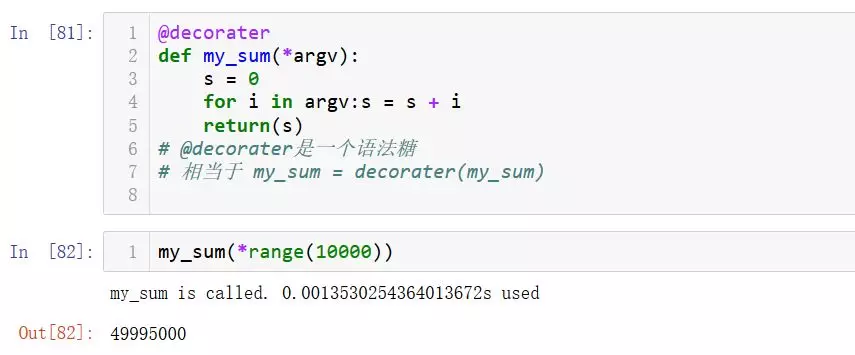 In [81]:
1 @decorater
2 def my_sum(*argv):
3     s = 0
4     for i in argv:s = s + i
5     return(s)
6 # @decorater是一个语法糖
7 # 相当于 my_sum = decorater(my_sum)
8
In [82]:
1 my_sum(*range(10000))
my_sum is called. 0.0013530254364013672s used
Out[82]: 49995000